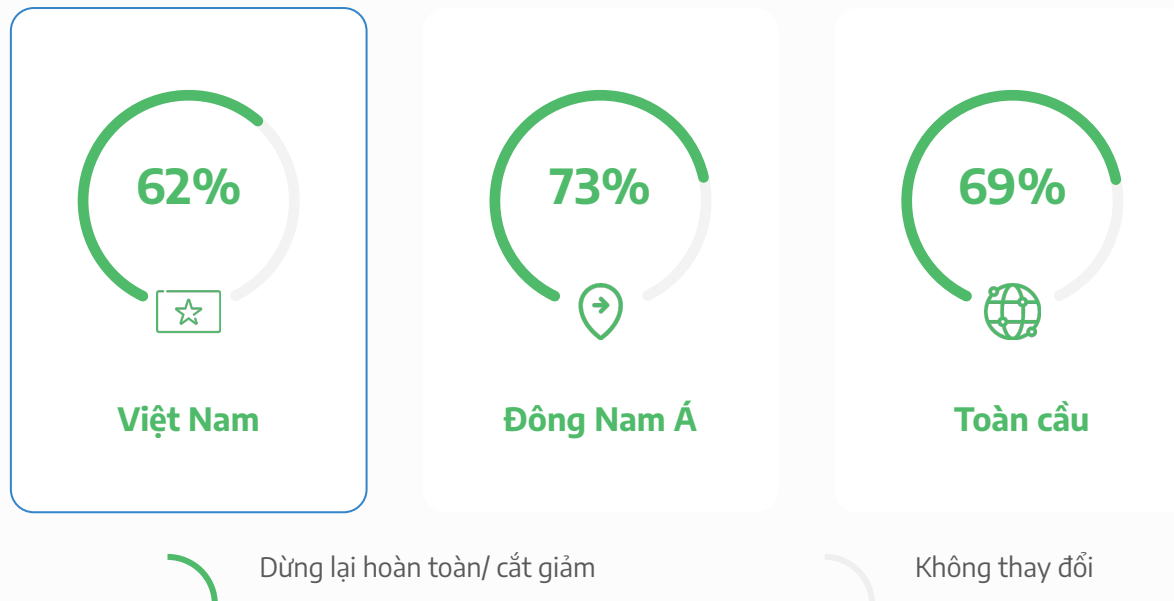 62%
73%
69%
Việt Nam
Đông Nam Á
Toàn cầu
Dừng lại hoàn toàn/ cắt giảm
Không thay đổi